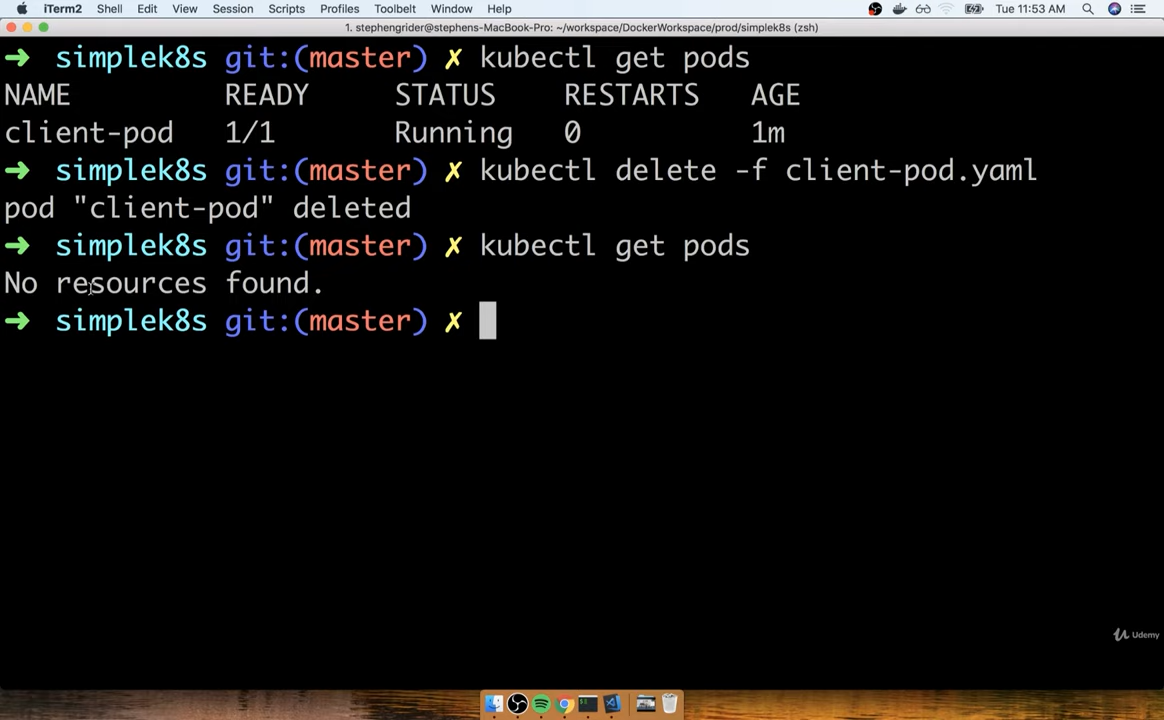 iTerm2 Shell Edit View Session Scripts Profiles Toolbelt Window Help Tue 11:53 AM
1. stephengrider@stephens-MacBook-Pro: ~/workspace/DockerWorkspace/prod/simplek8s (zsh)
➜ simplek8s git:(master) ✗ kubectl get pods
NAME READY STATUS RESTARTS AGE
client-pod 1/1 Running 0 1m
➜ simplek8s git:(master) ✗ kubectl delete -f client-pod.yaml
pod "client-pod" deleted
➜ simplek8s git:(master) ✗ kubectl get pods
No resources found.
➜ simplek8s git:(master) ✗
Udemy